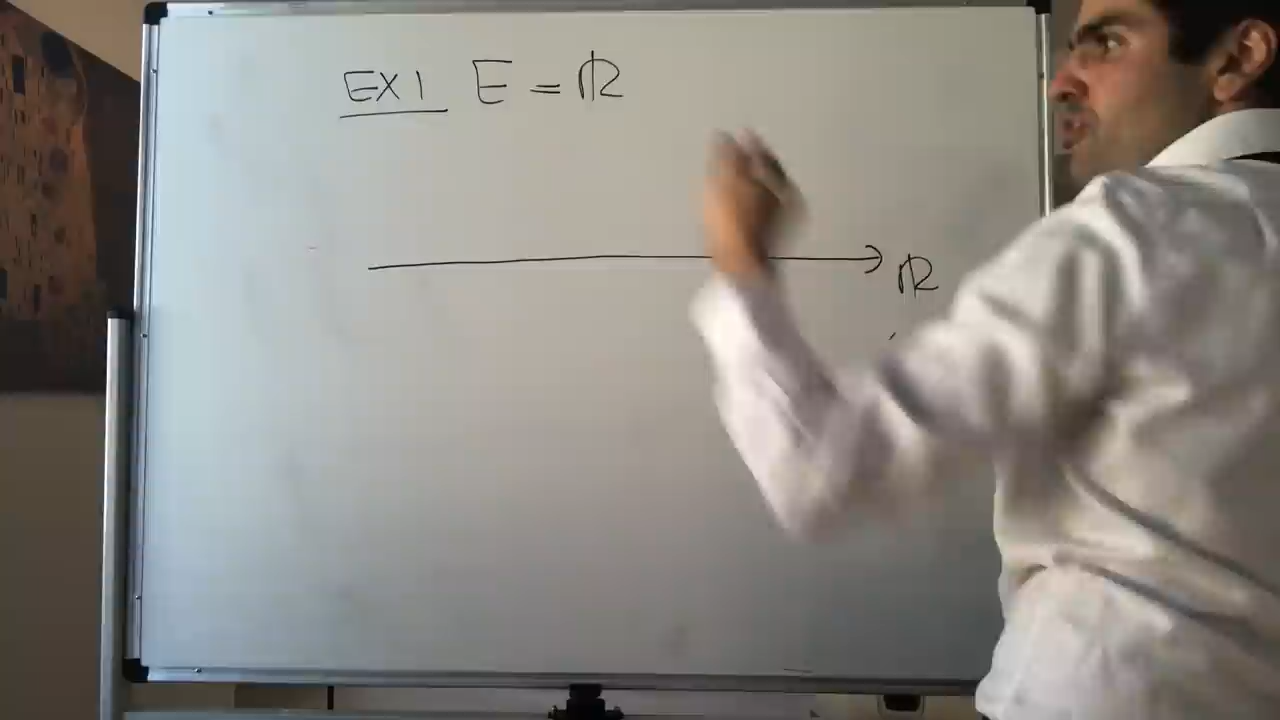 EX1 E = ℝ
ℝ